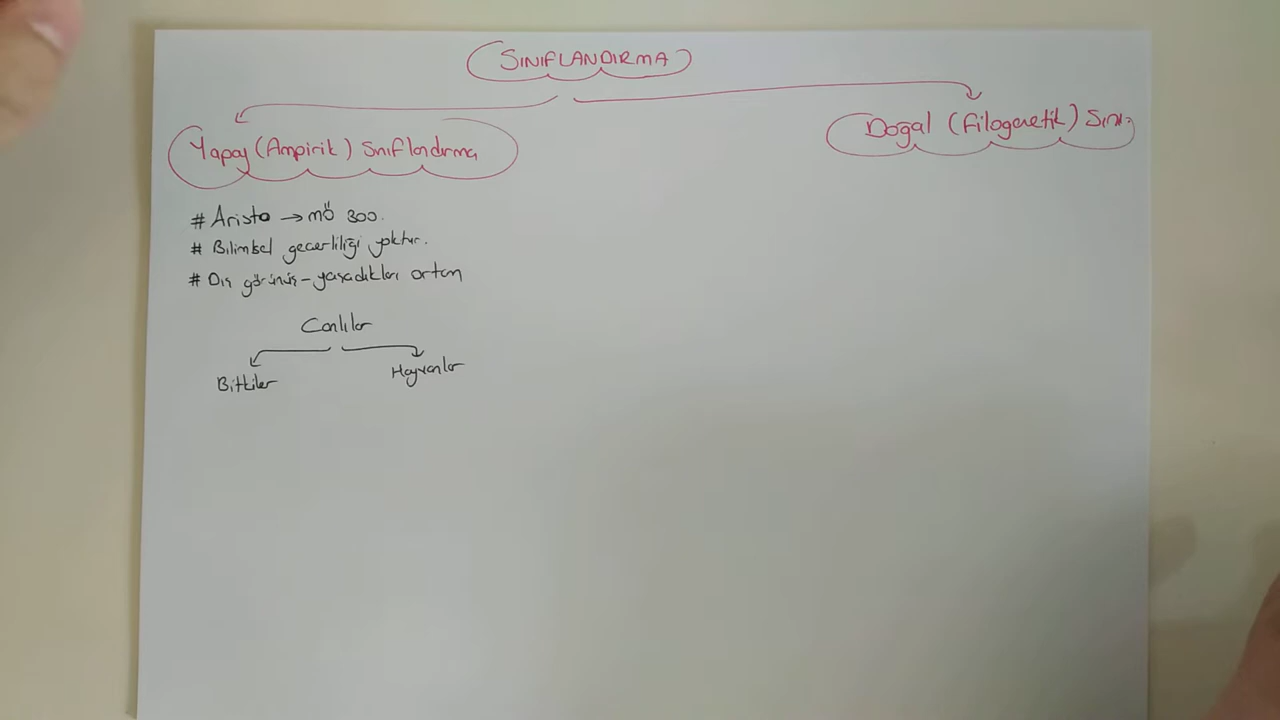 SINIFLANDIRMA
Yapay (Ampirik) Sınıflandırma
# Aristo → MÖ 300.
# Bilimsel geçerliliği yoktur.
# Dış görünüş - yaşadıkları ortam
Canlılar
Bitkiler
Hayvanlar
Doğal (Filogenetik) Sınıf